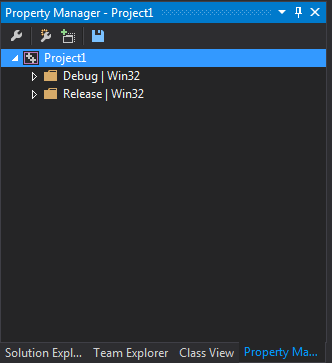 Property Manager - Project1
Project1
Debug | Win32
Release | Win32
Solution Expl... Team Explorer Class View Property Ma...